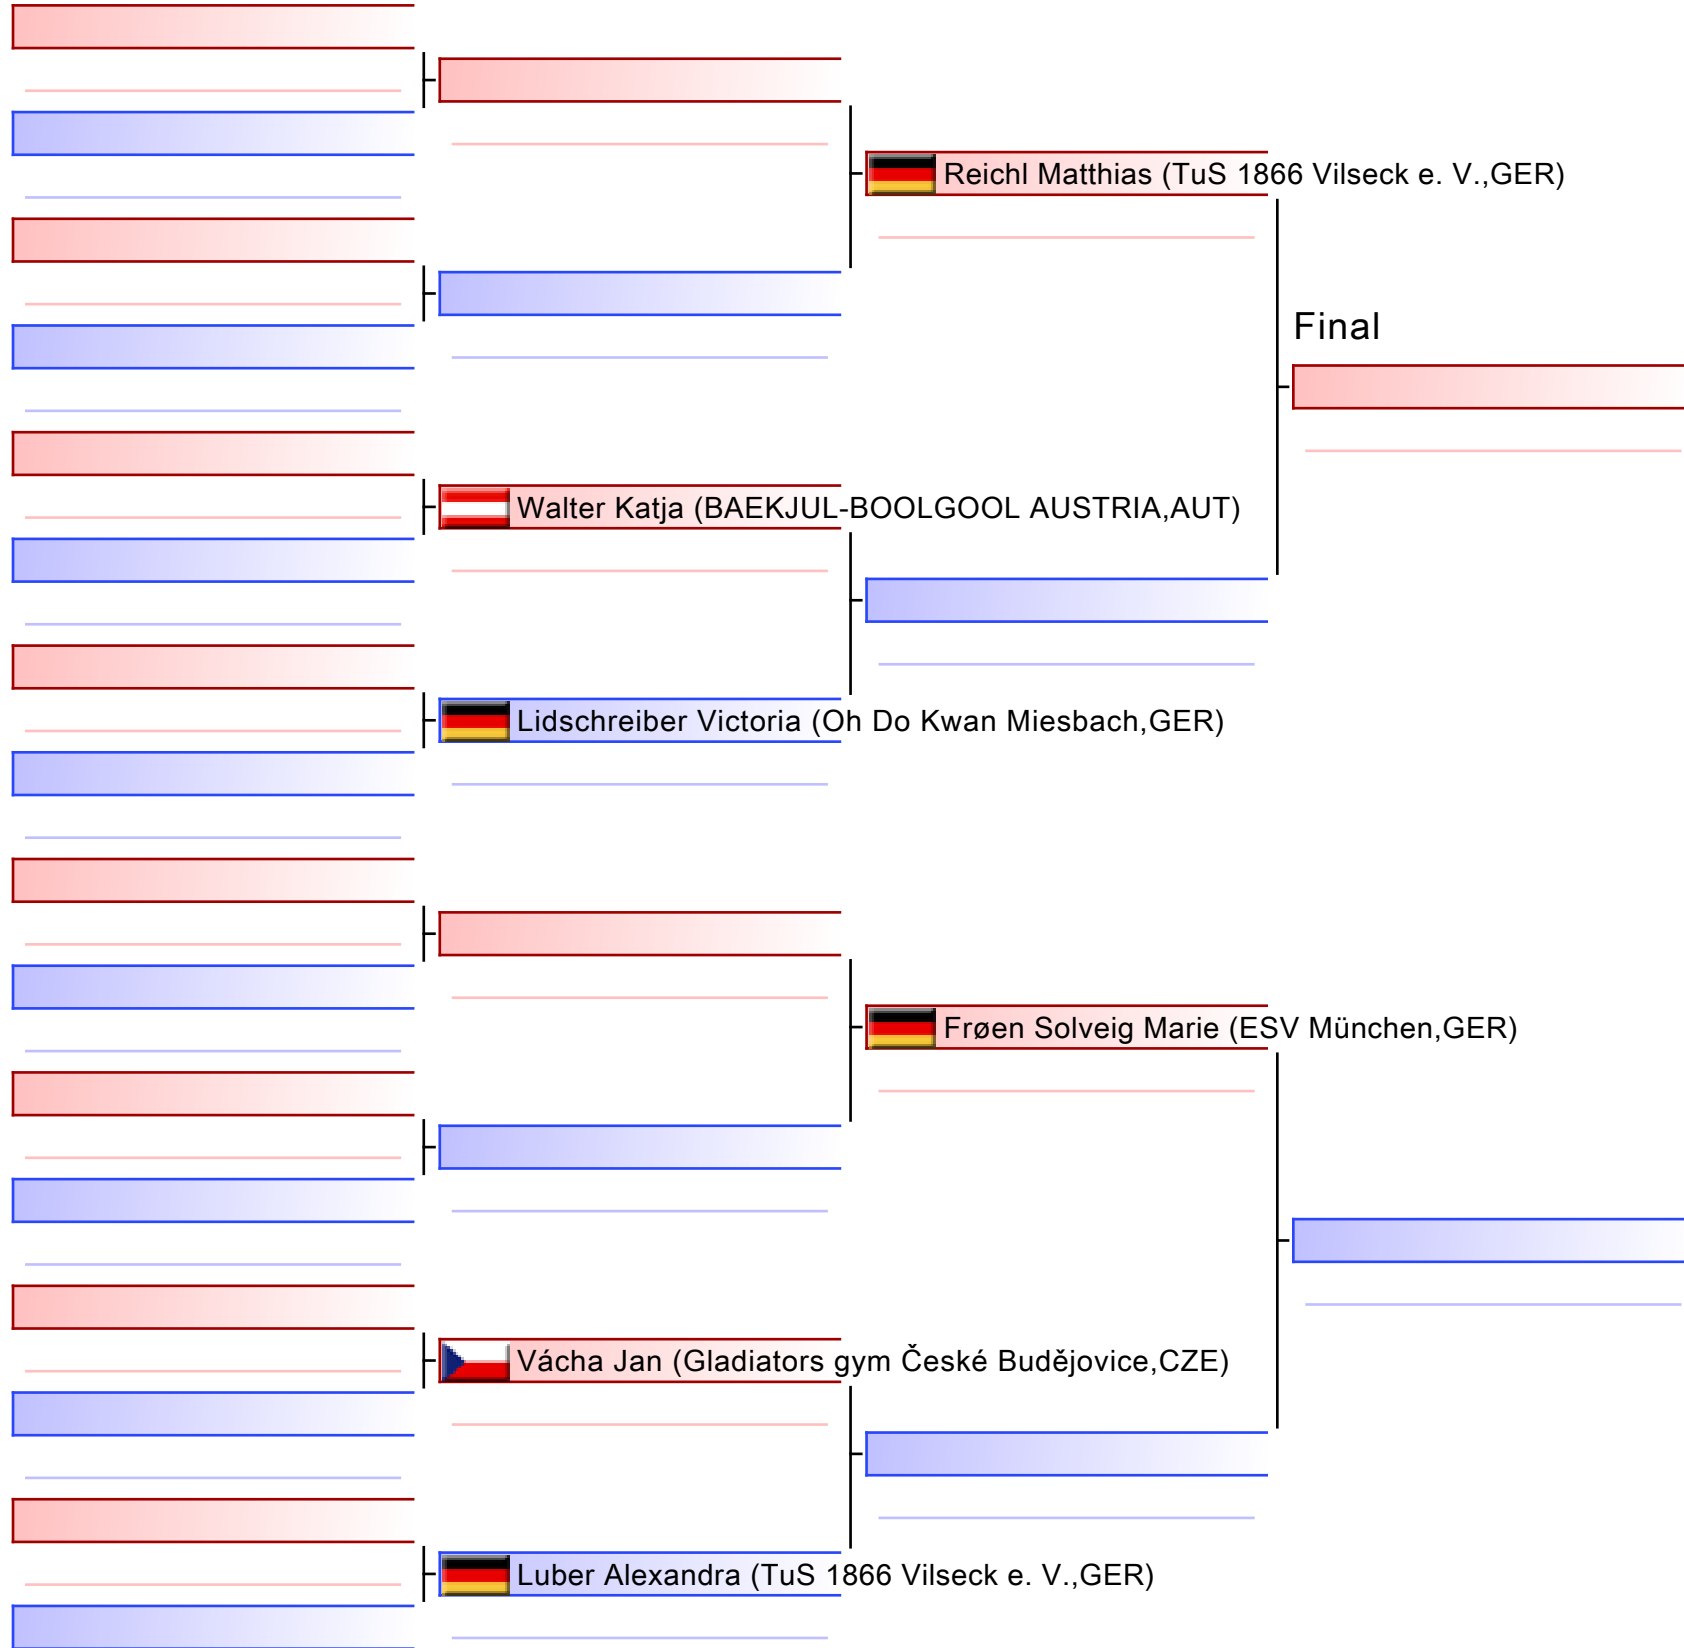 Reichl Matthias (TuS 1866 Vilseck e. V.,GER)
Final
Walter Katja (BAEKJUL-BOOLGOOL AUSTRIA,AUT)
Lidschreiber Victoria (Oh Do Kwan Miesbach,GER)
Frøen Solveig Marie (ESV München,GER)
Vácha Jan (Gladiators gym České Budějovice,CZE)
Luber Alexandra (TuS 1866 Vilseck e. V.,GER)